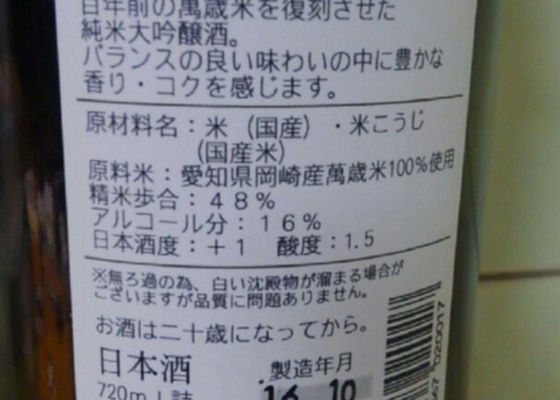 百年前の萬歳米を復刻させた
純米大吟醸酒。
バランスの良い味わいの中に豊かな
香り・コクを感じます。
原材料名：米（国産）・米こうじ
（国産米）
原料米：愛知県岡崎産萬歳米100%使用
精米歩合：４８％
アルコール分：１６％
日本酒度：＋１ 酸度：1.5
※無ろ過の為、白い沈殿物が溜まる場合が
ございますが品質に問題ありません。
お酒は二十歳になってから。
日本酒 製造年月
720mL詰 16 10
67 020017